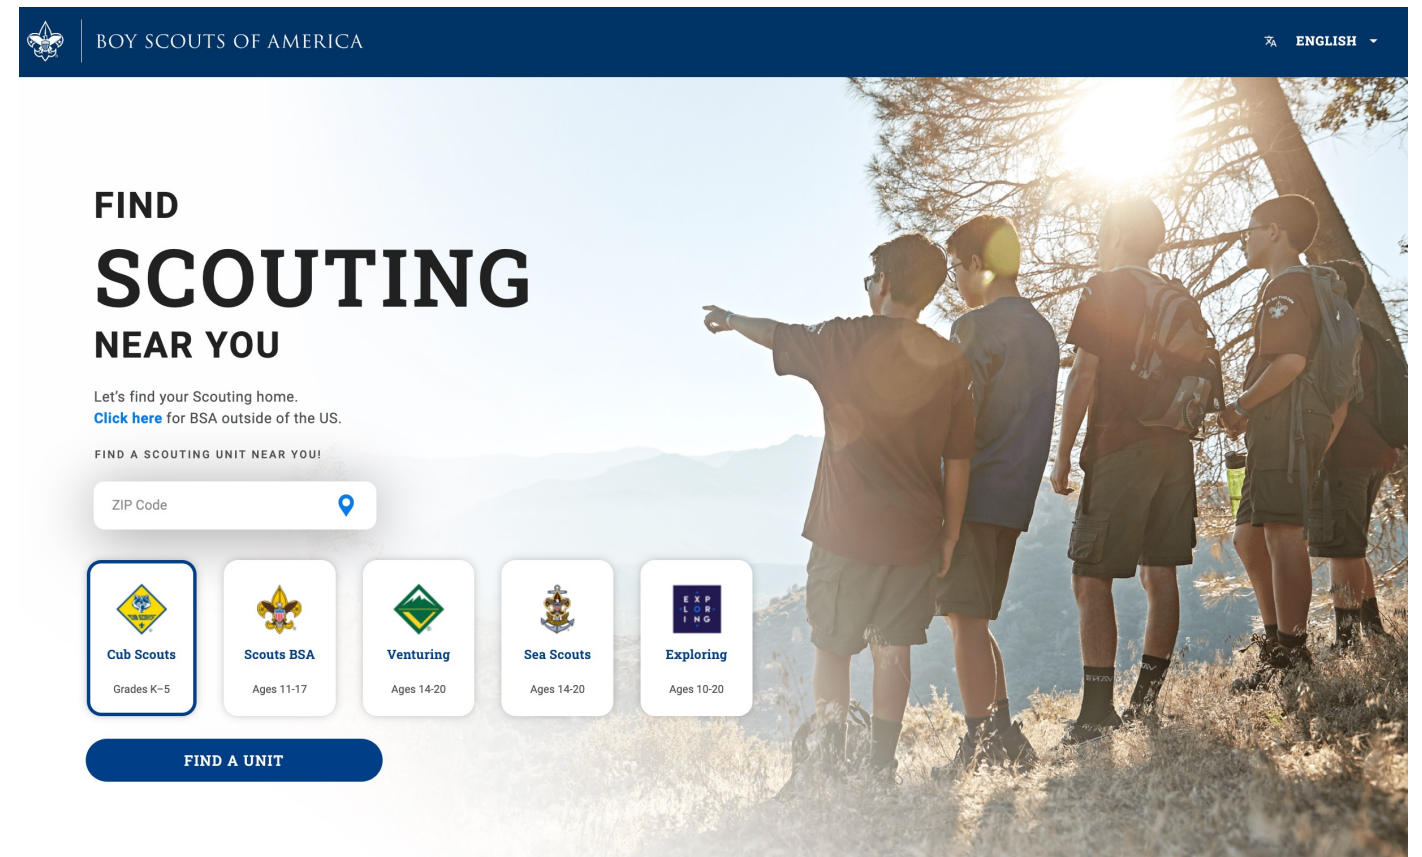 BOY SCOUTS OF AMERICA
ENGLISH
FIND
SCOUTING
NEAR YOU
Let's find your Scouting home.
Click here for BSA outside of the US.
FIND A SCOUTING UNIT NEAR YOU!
ZIP Code
EXP
LOR
ING
Cub Scouts
Scouts BSA
Venturing
Sea Scouts
Exploring
Grades K–5
Ages 11-17
Ages 14-20
Ages 14-20
Ages 10-20
FIND A UNIT